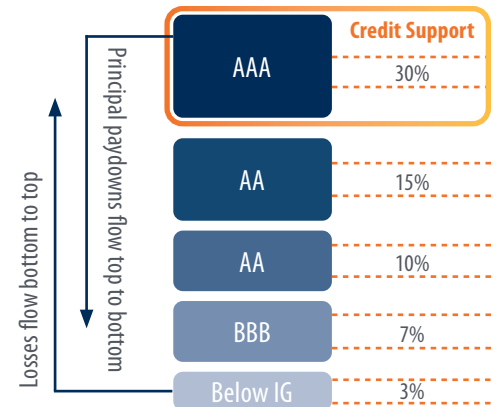 Credit Support
AAA
30%
Principal paydowns flow top to bottom
Losses flow bottom to top
AA
15%
AA
10%
BBB
7%
Below IG
3%